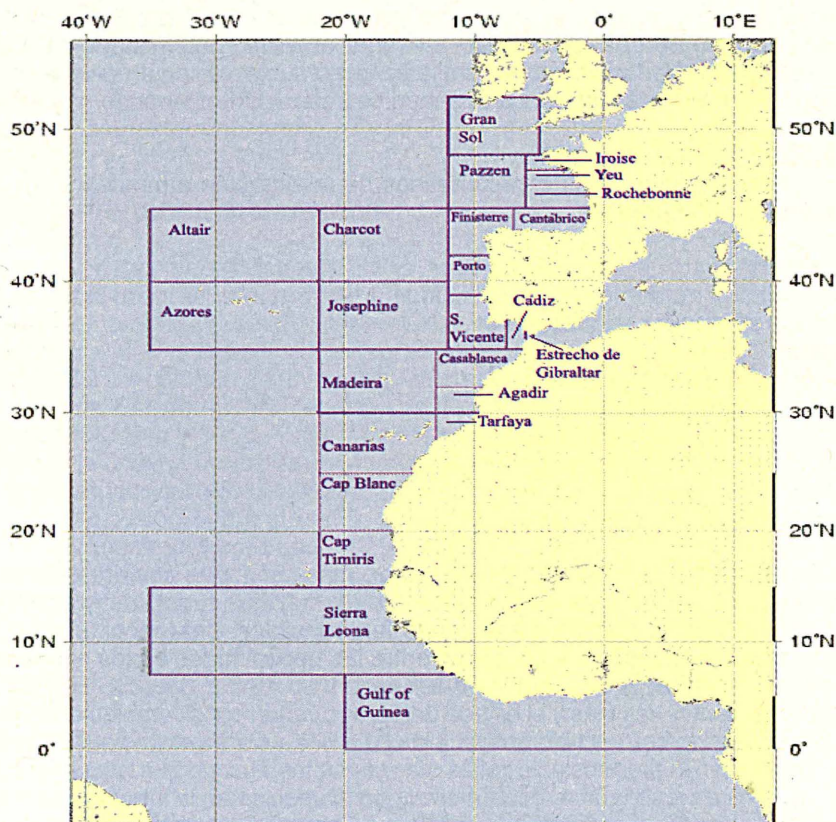 40°W 30°W 20°W 10°W 0° 10°E
Gran
Sol
50°N 50°N
Iroise
Pazzen
Yeu
Rochebonne
Finisterre Cantábrico
Altair Charcot
Porto
40°N 40°N
Cádiz
Azores Josephine
S.
Vicente
Estrecho de
Gibraltar
Casablanca
Madeira
Agadir
30°N 30°N
Tarfaya
Canarias
Cap Blanc
20°N 20°N
Cap
Timiris
Sierra
Leona
10°N 10°N
Gulf of
Guinea
0° 0°